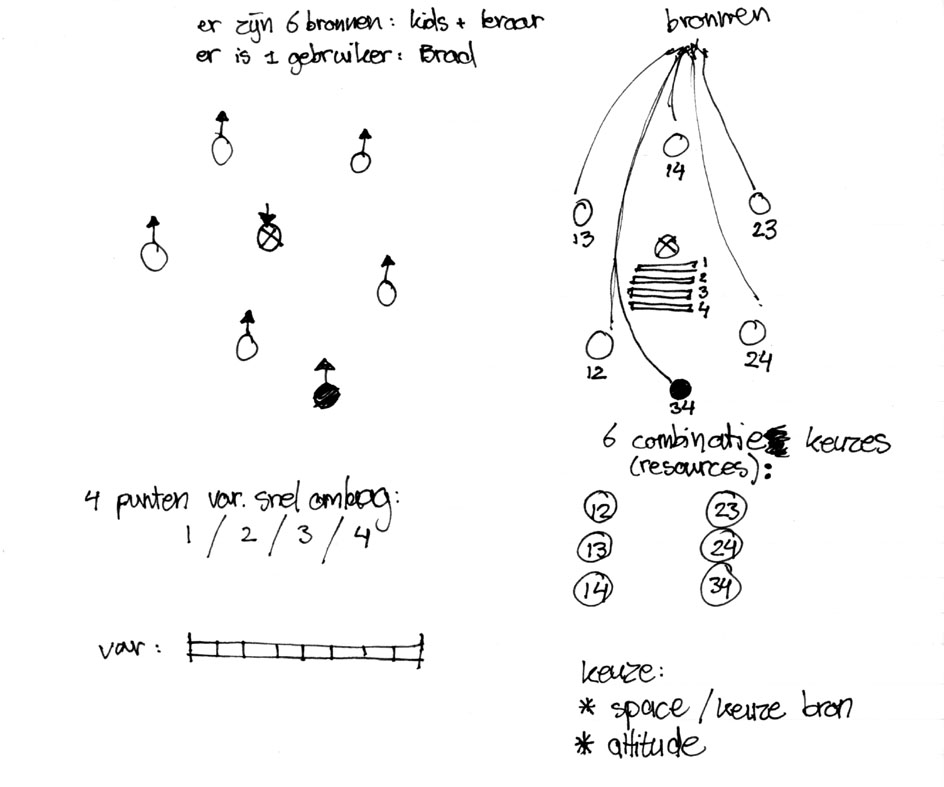 er zijn 6 bronnen: kids + leraar
er is 1 gebruiker: Brad
bronnen
14
13
23
1
2
3
4
12
24
34
6 combinatie keuzes
(resources):
4 punten var. snel omhoog:
1 / 2 / 3 / 4
12 23
13 24
14 34
var:
keuze:
* space / keuze bron
* attitude